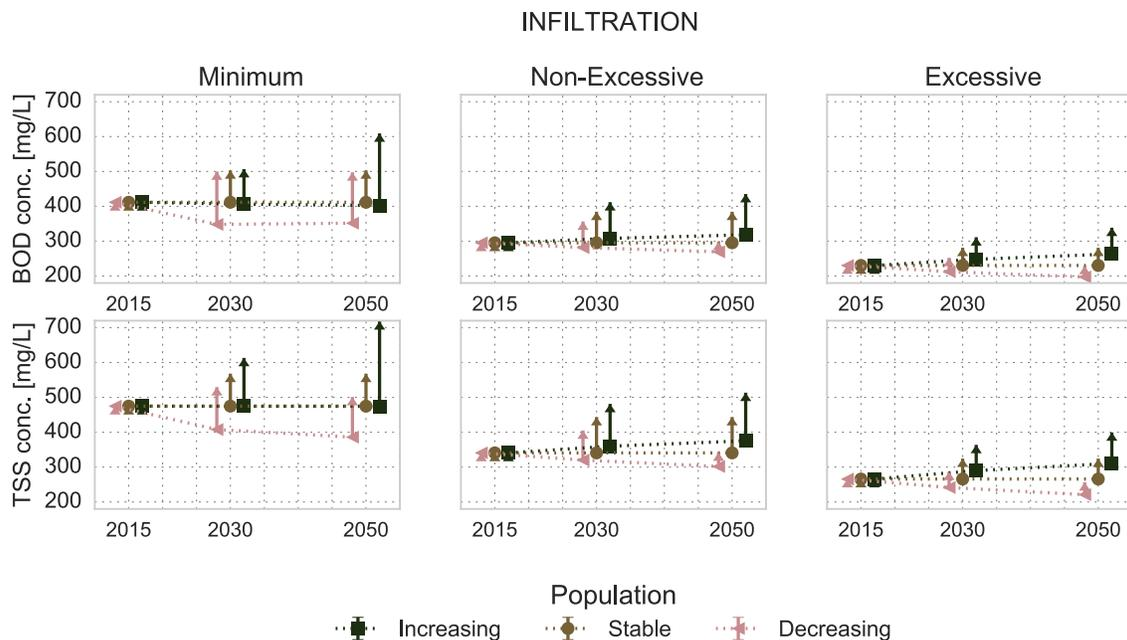 INFILTRATION
Minimum
Non-Excessive
Excessive
BOD conc. [mg/L]
700
600
500
400
300
200
2015 2030 2050
2015 2030 2050
2015 2030 2050
TSS conc. [mg/L]
700
600
500
400
300
200
2015 2030 2050
2015 2030 2050
2015 2030 2050
Population
Increasing Stable Decreasing